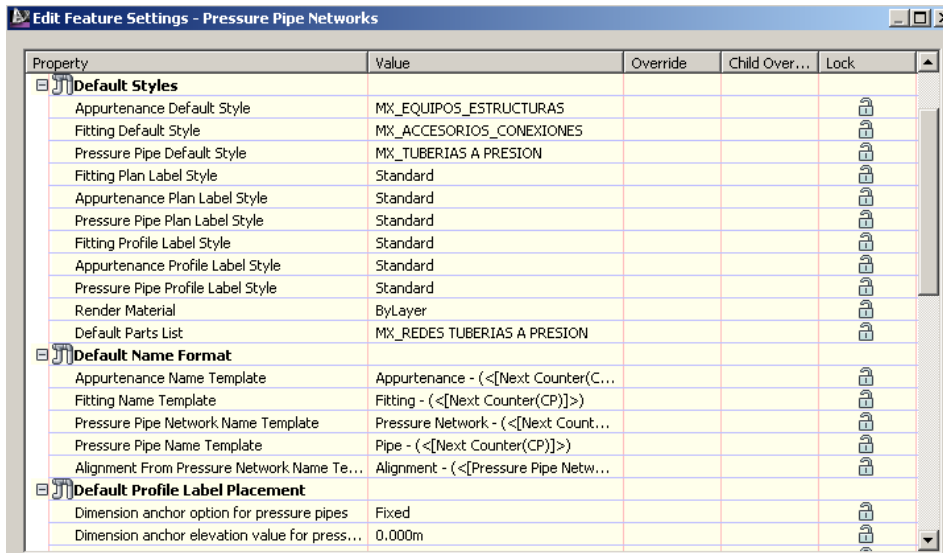 Edit Feature Settings - Pressure Pipe Networks
Property Value Override Child Over... Lock
Default Styles
Appurtenance Default Style MX_EQUIPOS_ESTRUCTURAS
Fitting Default Style MX_ACCESORIOS_CONEXIONES
Pressure Pipe Default Style MX_TUBERIAS A PRESION
Fitting Plan Label Style Standard
Appurtenance Plan Label Style Standard
Pressure Pipe Plan Label Style Standard
Fitting Profile Label Style Standard
Appurtenance Profile Label Style Standard
Pressure Pipe Profile Label Style Standard
Render Material ByLayer
Default Parts List MX_REDES TUBERIAS A PRESION
Default Name Format
Appurtenance Name Template Appurtenance - (<[Next Counter(C...
Fitting Name Template Fitting - (<[Next Counter(CP)]>)
Pressure Pipe Network Name Template Pressure Network - (<[Next Count...
Pressure Pipe Name Template Pipe - (<[Next Counter(CP)]>)
Alignment From Pressure Network Name Te... Alignment - (<[Pressure Pipe Netw...
Default Profile Label Placement
Dimension anchor option for pressure pipes Fixed
Dimension anchor elevation value for press... 0.000m